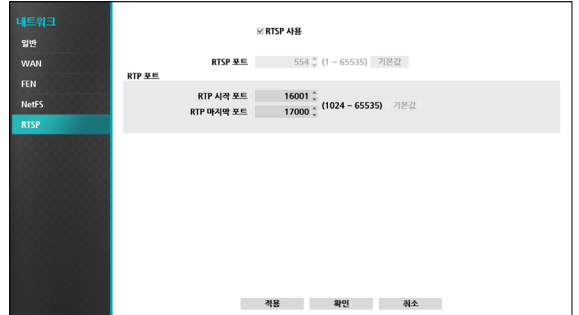 네트워크
일반
WAN
FEN
NetFS
RTSP
RTSP 사용
RTSP 포트 554 (1 ~ 65535) 기본값
RTP 포트
RTP 시작 포트 16001
(1024 ~ 65535) 기본값
RTP 마지막 포트 17000
적용 확인 취소